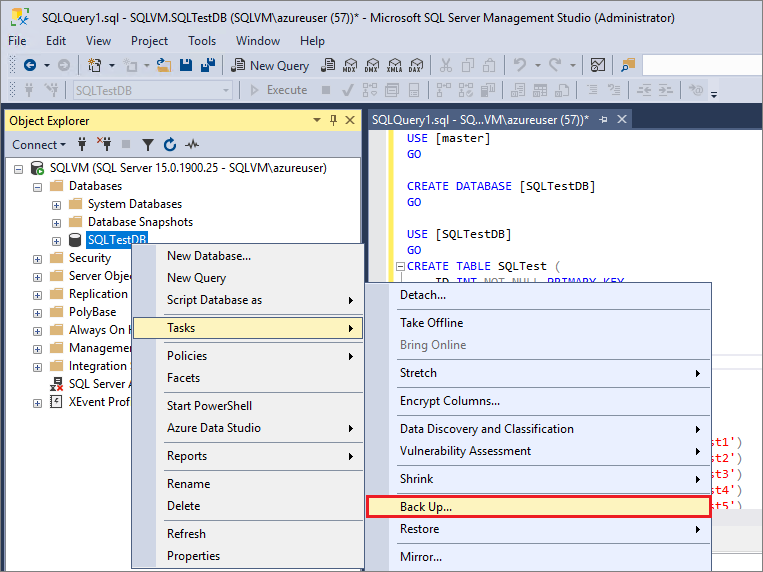 SQLQuery1.sql - SQLVM.SQLTestDB (SQLVM\azureuser (57))* - Microsoft SQL Server Management Studio (Administrator)
File Edit View Tools Window Help
New Query MDX DMX XMLA DAX
SQLTestDB Execute
Object Explorer
Connect
SQLVM (SQL Server 15.0.1900.25 - SQLVM\azureuser)
Databases
System Databases
Database Snapshots
SQLTestDB
Security
Server Objec
Replication
PolyBase
Always On H
Managemen
Integration S
SQL Server A
XEvent Prof
New Database...
New Query
Script Database as
Tasks
Policies
Facets
Start PowerShell
Azure Data Studio
Reports
Rename
Delete
Refresh
Properties
SQLQuery1.sql - SQ...VM\azureuser (57))*
USE [master]
GO
CREATE DATABASE [SQLTestDB]
GO
USE [SQLTestDB]
GO
CREATE TABLE SQLTest (
ID INT NOT NULL PRIMARY KEY
Detach...
Take Offline
Bring Online
Stretch
Encrypt Columns...
Data Discovery and Classification
Vulnerability Assessment
Shrink
Back Up...
Restore
Mirror...
st1')
st2')
st3')
st4')
st5')